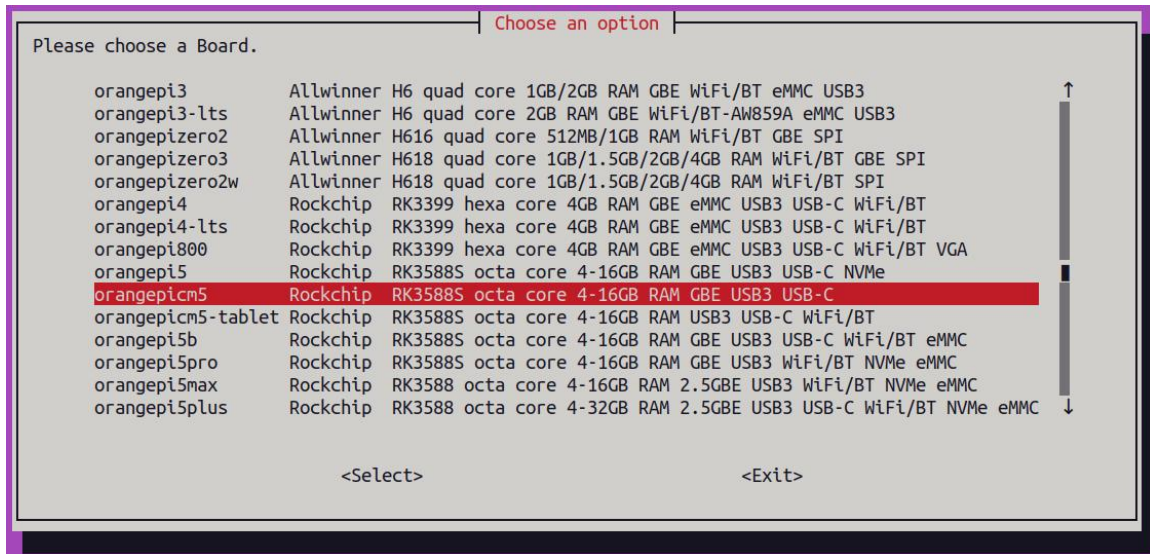 Choose an option
Please choose a Board.
orangepi3 Allwinner H6 quad core 1GB/2GB RAM GBE WiFi/BT eMMC USB3
orangepi3-lts Allwinner H6 quad core 2GB RAM GBE WiFi/BT-AW859A eMMC USB3
orangepizero2 Allwinner H616 quad core 512MB/1GB RAM WiFi/BT GBE SPI
orangepizero3 Allwinner H618 quad core 1GB/1.5GB/2GB/4GB RAM WiFi/BT GBE SPI
orangepizero2w Allwinner H618 quad core 1GB/1.5GB/2GB/4GB RAM WiFi/BT SPI
orangepi4 Rockchip RK3399 hexa core 4GB RAM GBE eMMC USB3 USB-C WiFi/BT
orangepi4-lts Rockchip RK3399 hexa core 4GB RAM GBE eMMC USB3 USB-C WiFi/BT
orangepi800 Rockchip RK3399 hexa core 4GB RAM GBE eMMC USB3 USB-C WiFi/BT VGA
orangepi5 Rockchip RK3588S octa core 4-16GB RAM GBE USB3 USB-C NVMe
orangepicm5 Rockchip RK3588S octa core 4-16GB RAM GBE USB3 USB-C
orangepicm5-tablet Rockchip RK3588S octa core 4-16GB RAM USB3 USB-C WiFi/BT
orangepi5b Rockchip RK3588S octa core 4-16GB RAM GBE USB3 USB-C WiFi/BT eMMC
orangepi5pro Rockchip RK3588S octa core 4-16GB RAM GBE USB3 WiFi/BT NVMe eMMC
orangepi5max Rockchip RK3588 octa core 4-16GB RAM 2.5GBE USB3 WiFi/BT NVMe eMMC
orangepi5plus Rockchip RK3588 octa core 4-32GB RAM 2.5GBE USB3 USB-C WiFi/BT NVMe eMMC
<Select> <Exit>